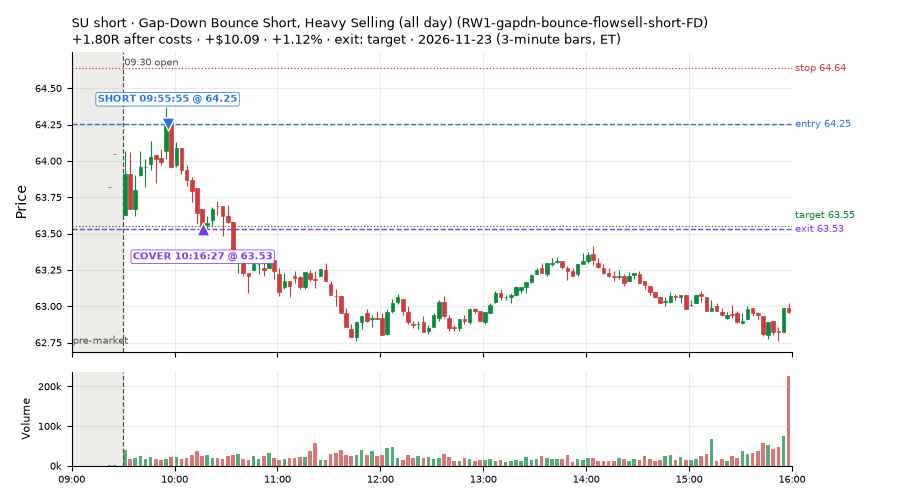 SU short · Gap-Down Bounce Short, Heavy Selling (all day) (RW1-gapdn-bounce-flowsell-short-FD)
+1.80R after costs · +$10.09 · +1.12% · exit: target · 2026-11-23 (3-minute bars, ET)
09:30 open
stop 64.64
64.50
SHORT 09:55:55 @ 64.25
64.25
entry 64.25
64.00
63.75
Price
target 63.55
63.50
exit 63.53
COVER 10:16:27 @ 63.53
63.25
63.00
62.75
pre-market
200k
100k
0k
Volume
09:00
10:00
11:00
12:00
13:00
14:00
15:00
16:00